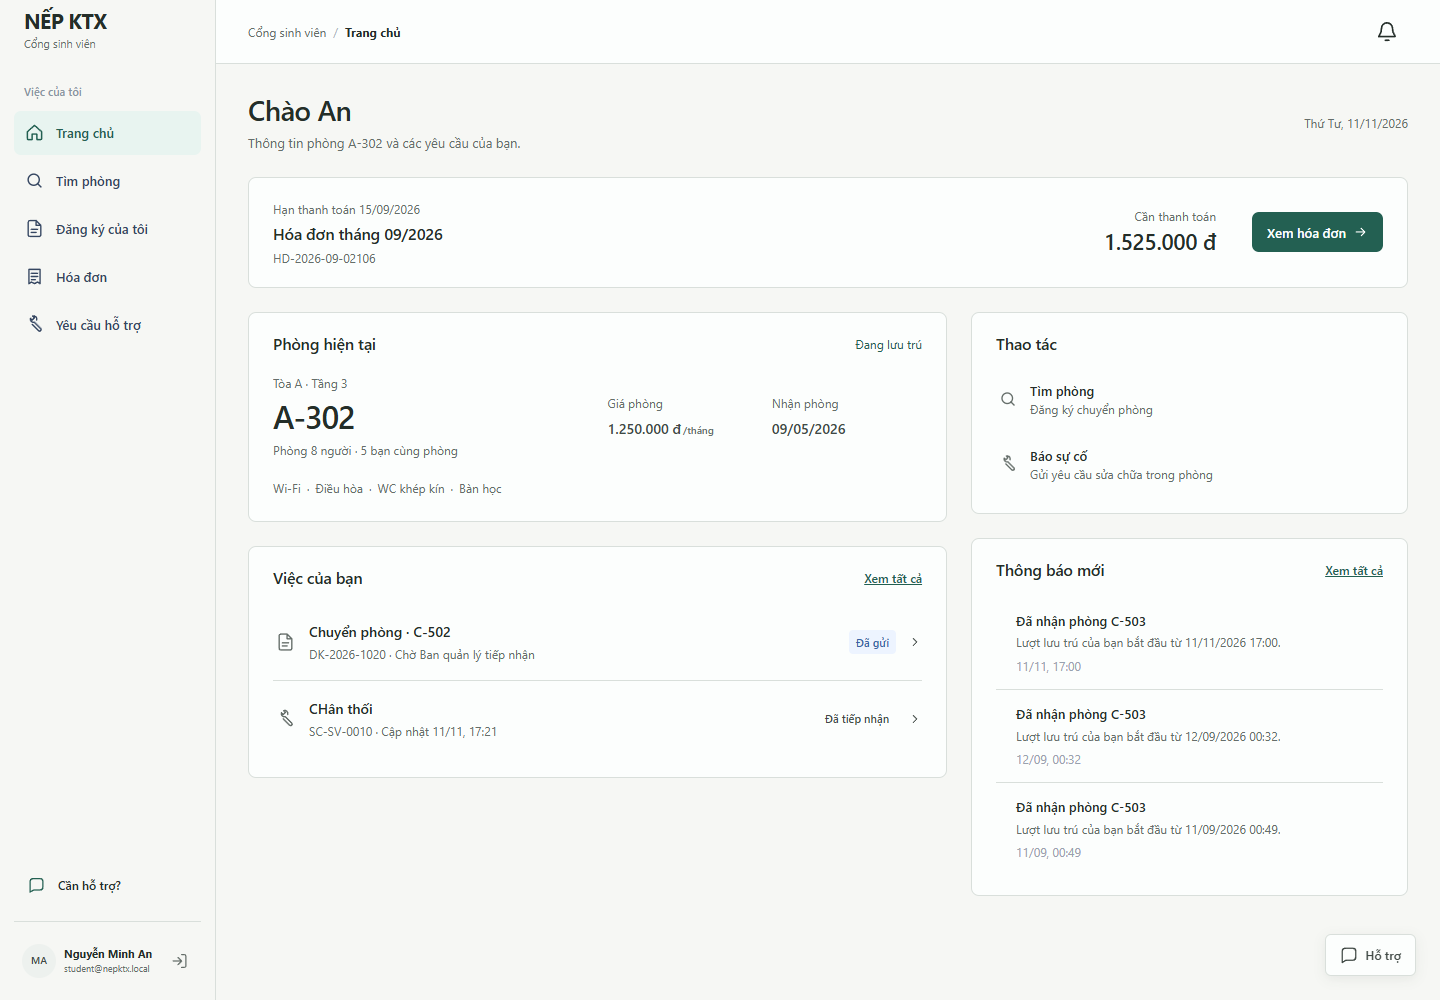 NẾP KTX
Cổng sinh viên
Việc của tôi
Trang chủ
Tìm phòng
Đăng ký của tôi
Hóa đơn
Yêu cầu hỗ trợ
Cần hỗ trợ?
MA
Nguyễn Minh An
student@nepktx.local
Cổng sinh viên / Trang chủ
Chào An
Thông tin phòng A-302 và các yêu cầu của bạn.
Thứ Tư, 11/11/2026
Hạn thanh toán 15/09/2026
Hóa đơn tháng 09/2026
HD-2026-09-02106
Cần thanh toán
1.525.000 đ
Xem hóa đơn
Phòng hiện tại
Đang lưu trú
Tòa A · Tầng 3
A-302
Phòng 8 người · 5 bạn cùng phòng
Giá phòng
1.250.000 đ /tháng
Nhận phòng
09/05/2026
Wi-Fi · Điều hòa · WC khép kín · Bàn học
Việc của bạn
Xem tất cả
Chuyển phòng · C-502
DK-2026-1020 · Chờ Ban quản lý tiếp nhận
Đã gửi
CHân thối
SC-SV-0010 · Cập nhật 11/11, 17:21
Đã tiếp nhận
Thao tác
Tìm phòng
Đăng ký chuyển phòng
Báo sự cố
Gửi yêu cầu sửa chữa trong phòng
Thông báo mới
Xem tất cả
Đã nhận phòng C-503
Lượt lưu trú của bạn bắt đầu từ 11/11/2026 17:00.
11/11, 17:00
Đã nhận phòng C-503
Lượt lưu trú của bạn bắt đầu từ 12/09/2026 00:32.
12/09, 00:32
Đã nhận phòng C-503
Lượt lưu trú của bạn bắt đầu từ 11/09/2026 00:49.
11/09, 00:49
Hỗ trợ